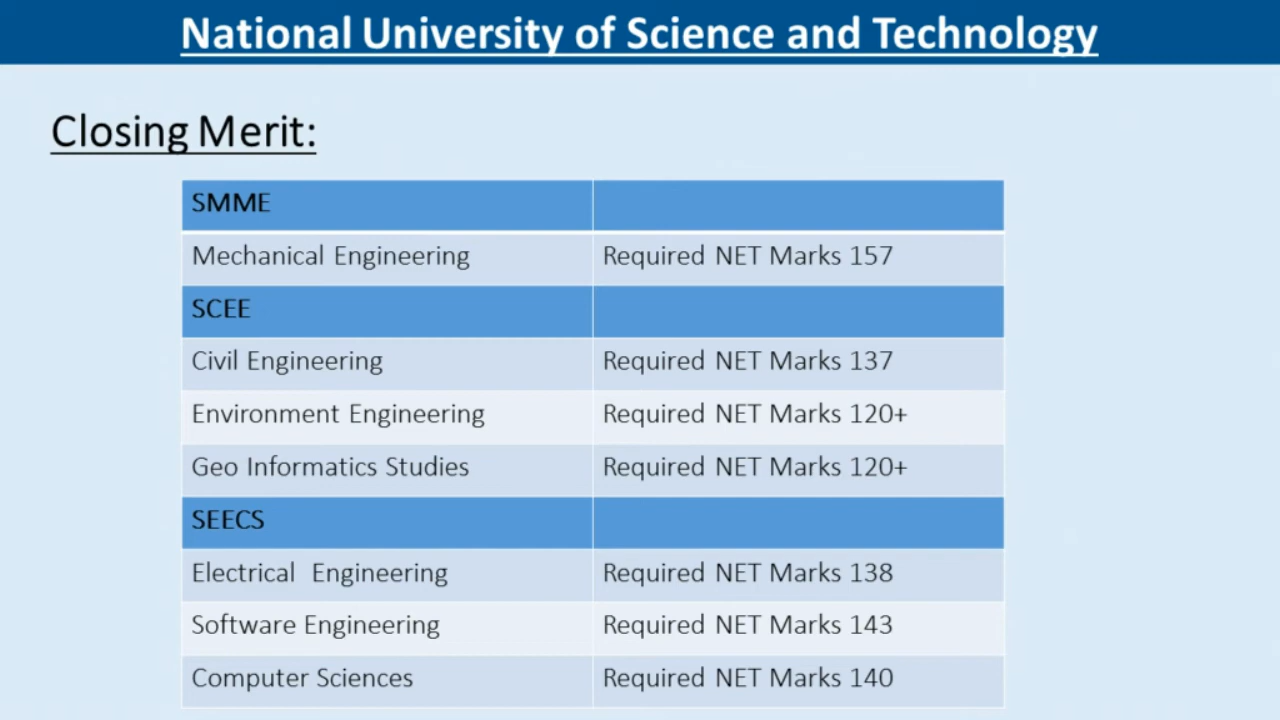 National University of Science and Technology
Closing Merit:
SMME
Mechanical Engineering Required NET Marks 157
SCEE
Civil Engineering Required NET Marks 137
Environment Engineering Required NET Marks 120+
Geo Informatics Studies Required NET Marks 120+
SEECS
Electrical Engineering Required NET Marks 138
Software Engineering Required NET Marks 143
Computer Sciences Required NET Marks 140